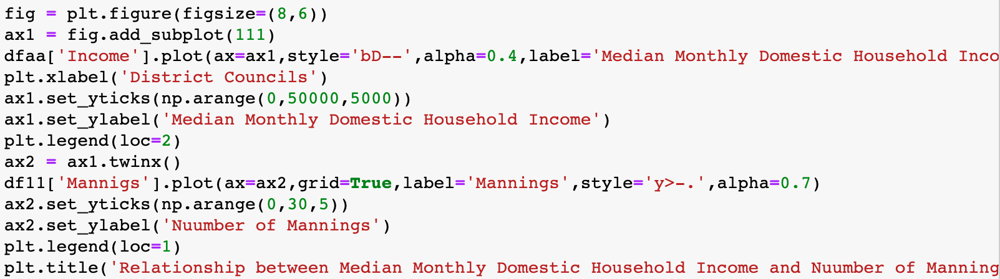 fig = plt.figure(figsize=(8,6))
ax1 = fig.add_subplot(111)
dfaa['Income'].plot(ax=ax1,style='bD--',alpha=0.4,label='Median Monthly Domestic Household Inco
plt.xlabel('District Councils')
ax1.set_yticks(np.arange(0,50000,5000))
ax1.set_ylabel('Median Monthly Domestic Household Income')
plt.legend(loc=2)
ax2 = ax1.twinx()
df11['Mannigs'].plot(ax=ax2,grid=True,label='Mannings',style='y>-.',alpha=0.7)
ax2.set_yticks(np.arange(0,30,5))
ax2.set_ylabel('Nuumber of Mannings')
plt.legend(loc=1)
plt.title('Relationship between Median Monthly Domestic Household Income and Nuumber of Manning